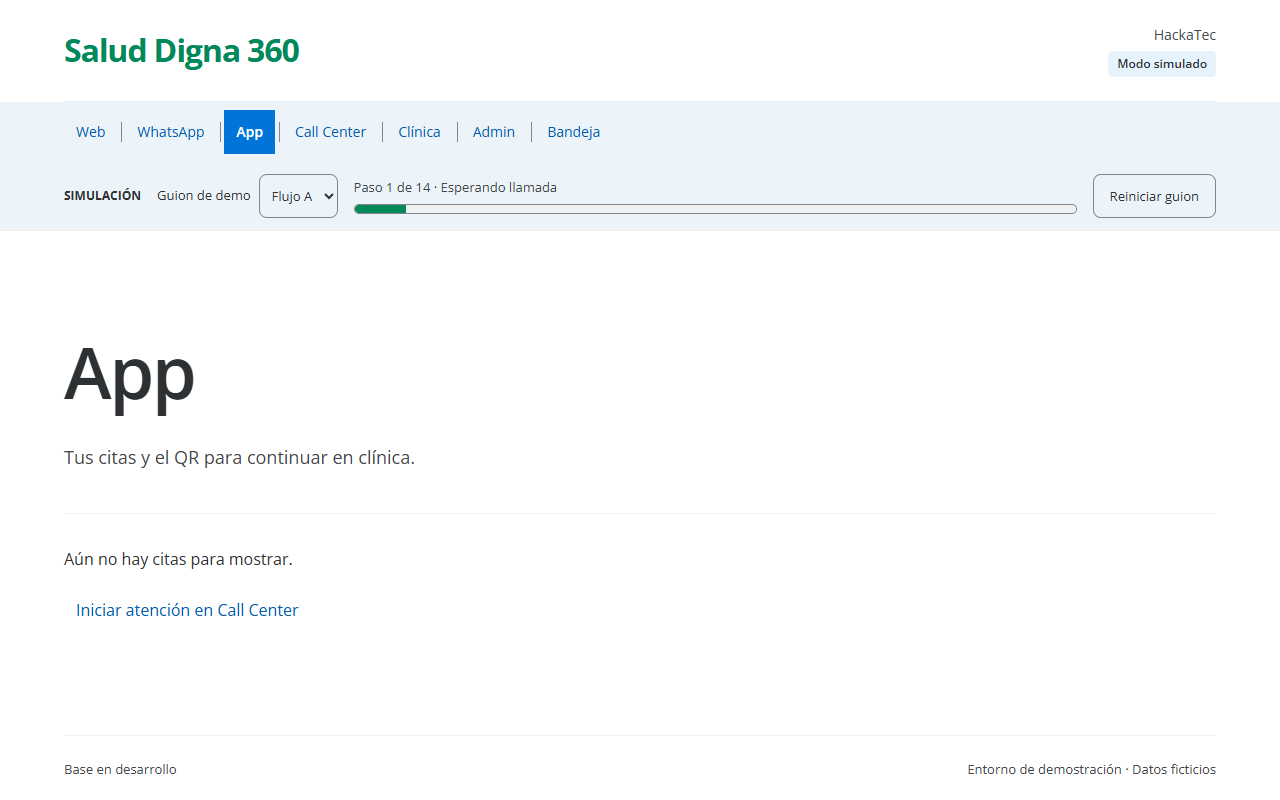 Salud Digna 360
HackaTec
Modo simulado
Web
WhatsApp
App
Call Center
Clínica
Admin
Bandeja
SIMULACIÓN
Guion de demo
Flujo A
Paso 1 de 14 · Esperando llamada
Reiniciar guion
App
Tus citas y el QR para continuar en clínica.
Aún no hay citas para mostrar.
Iniciar atención en Call Center
Base en desarrollo
Entorno de demostración · Datos ficticios